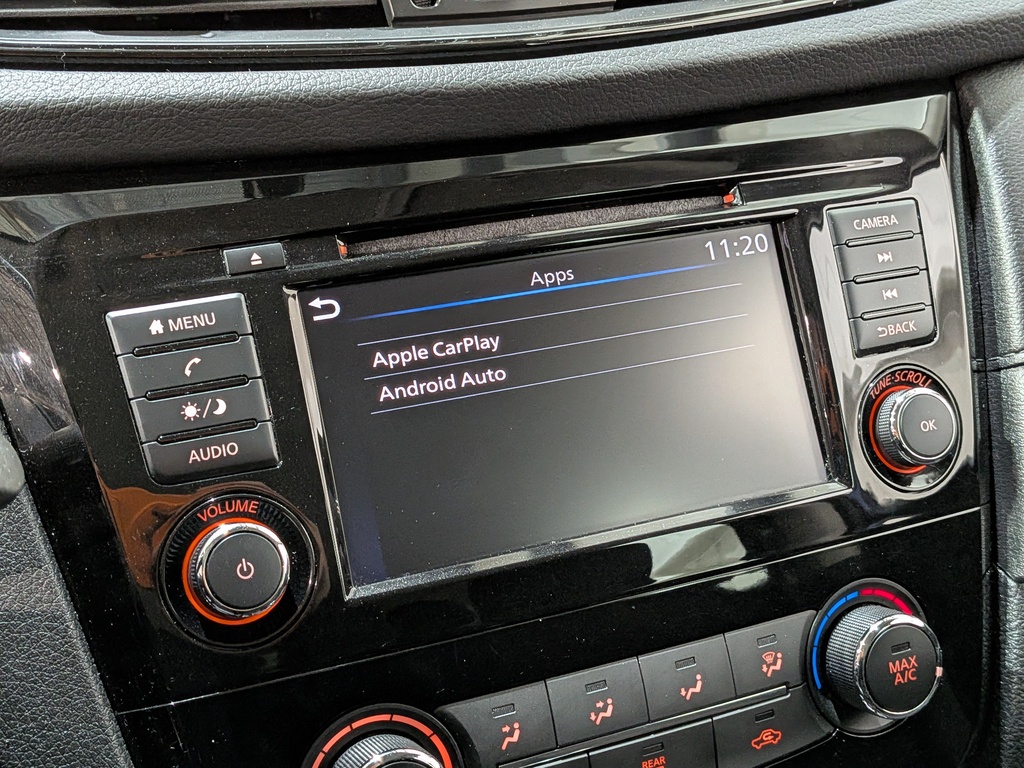 11:20
Apps
Apple CarPlay
Android Auto
MENU
AUDIO
VOLUME
CAMERA
BACK
TUNE·SCROLL
OK
MAX
A/C
REAR